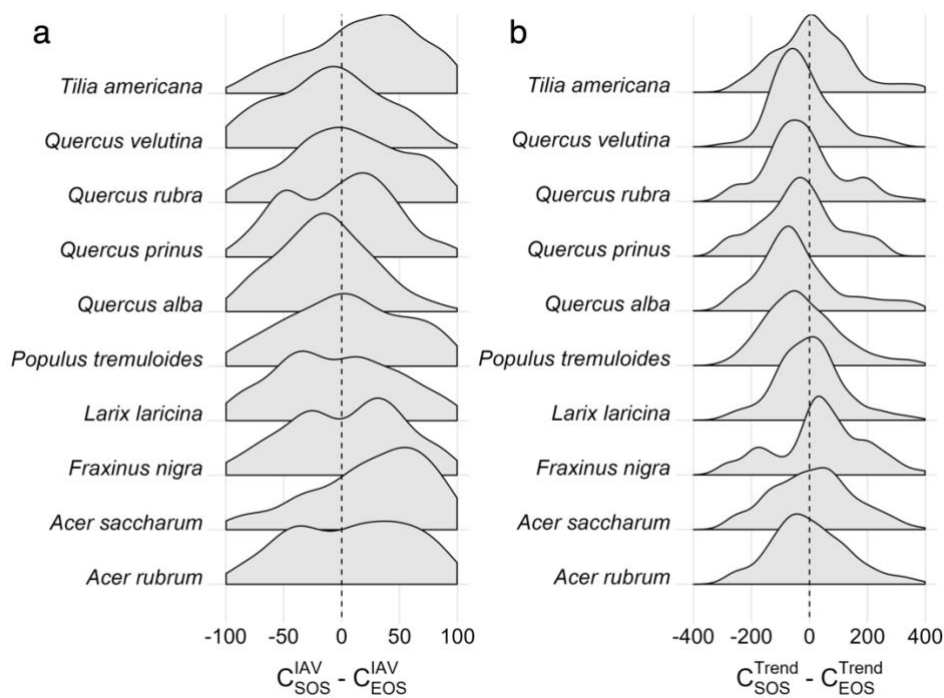 a
b
Tilia americana
Quercus velutina
Quercus rubra
Quercus prinus
Quercus alba
Populus tremuloides
Larix laricina
Fraxinus nigra
Acer saccharum
Acer rubrum
-100 -50 0 50 100
C_SOS^IAV - C_EOS^IAV
Tilia americana
Quercus velutina
Quercus rubra
Quercus prinus
Quercus alba
Populus tremuloides
Larix laricina
Fraxinus nigra
Acer saccharum
Acer rubrum
-400 -200 0 200 400
C_SOS^Trend - C_EOS^Trend